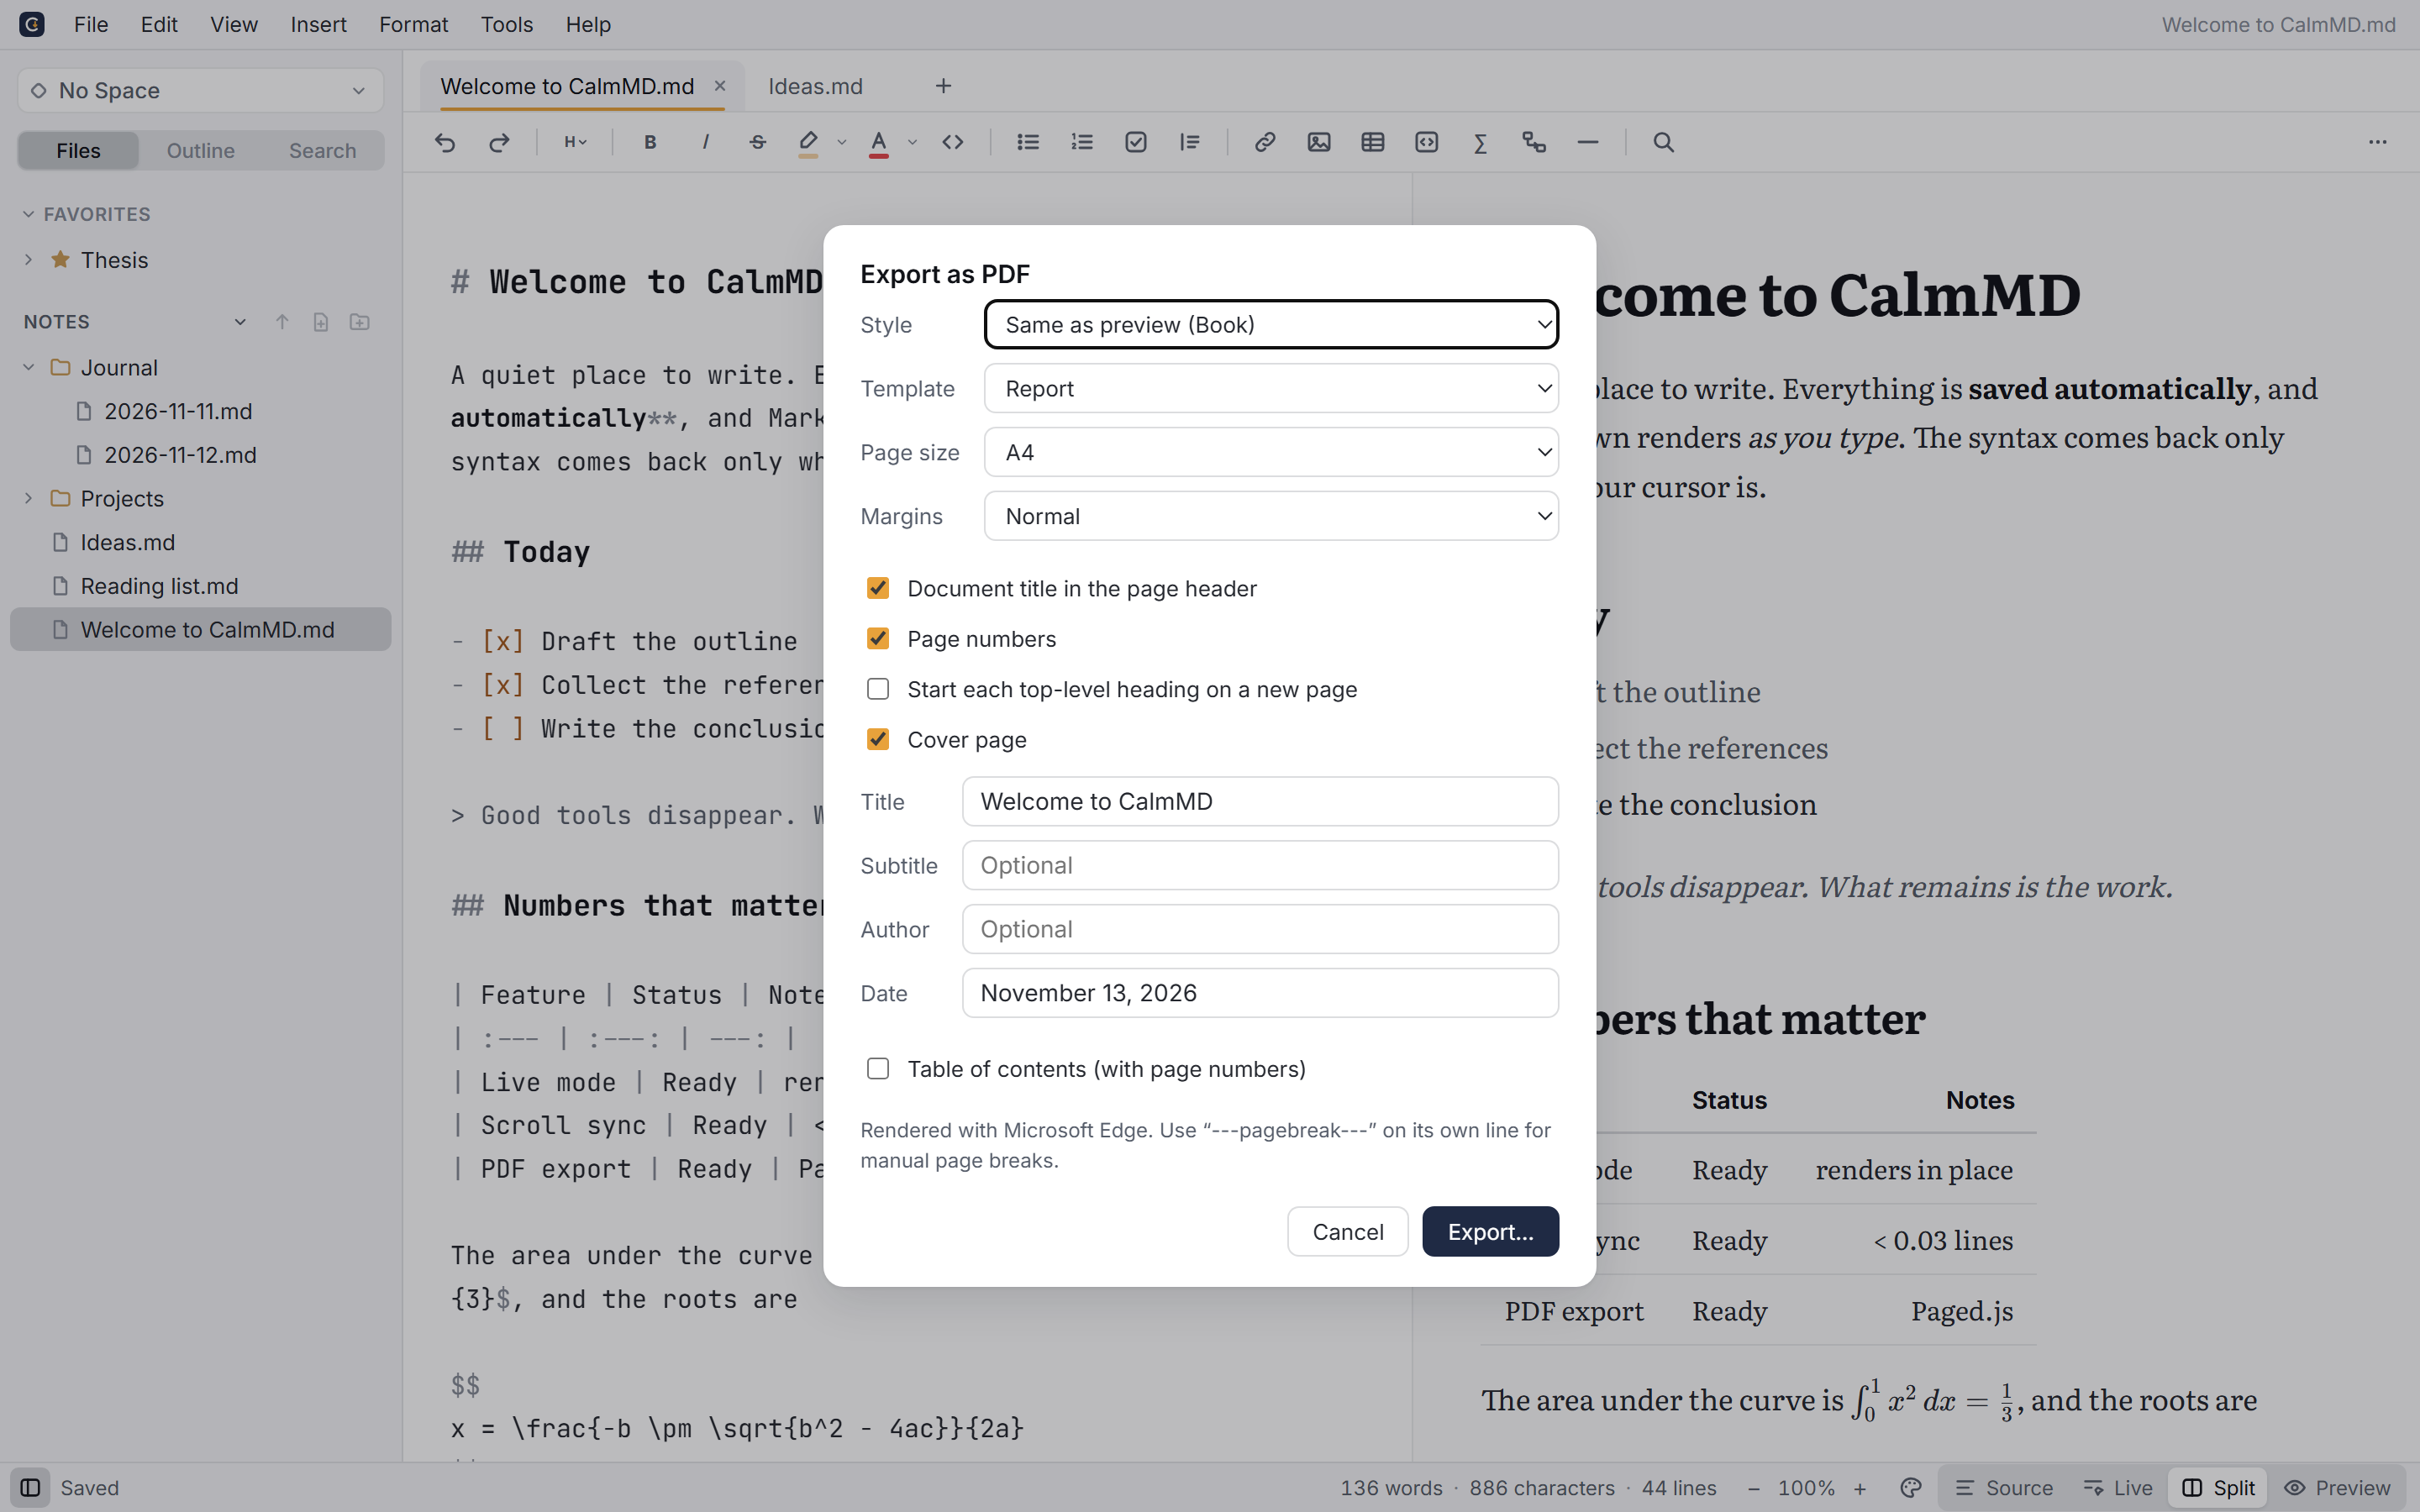 File Edit View Insert Format Tools Help Welcome to CalmMD.md
No Space
Files Outline Search
FAVORITES
Thesis
NOTES
Journal
2026-11-11.md
2026-11-12.md
Projects
Ideas.md
Reading list.md
Welcome to CalmMD.md
Welcome to CalmMD.md Ideas.md
H B I S A
# Welcome to CalmMD
A quiet place to write.
automatically**, and Mark
syntax comes back only wh
## Today
- [x] Draft the outline
- [x] Collect the referen
- [ ] Write the conclusio
> Good tools disappear. W
## Numbers that matter
| Feature | Status | Note
| :--- | :---: | ---: |
| Live mode | Ready | ren
| Scroll sync | Ready | <
| PDF export | Ready | Pa
The area under the curve
{3}$, and the roots are
$$
x = \frac{-b \pm \sqrt{b^2 - 4ac}}{2a}
Export as PDF
Style Same as preview (Book)
Template Report
Page size A4
Margins Normal
Document title in the page header
Page numbers
Start each top-level heading on a new page
Cover page
Title Welcome to CalmMD
Subtitle Optional
Author Optional
Date November 13, 2026
Table of contents (with page numbers)
Rendered with Microsoft Edge. Use “---pagebreak---” on its own line for
manual page breaks.
Cancel Export...
come to CalmMD
lace to write. Everything is saved automatically, and
wn renders as you type. The syntax comes back only
our cursor is.
y
t the outline
ect the references
e the conclusion
tools disappear. What remains is the work.
bers that matter
Status Notes
ode Ready renders in place
ync Ready < 0.03 lines
PDF export Ready Paged.js
The area under the curve is ∫₀¹ x² dx = 1/3, and the roots are
Saved 136 words · 886 characters · 44 lines − 100% + Source Live Split Preview